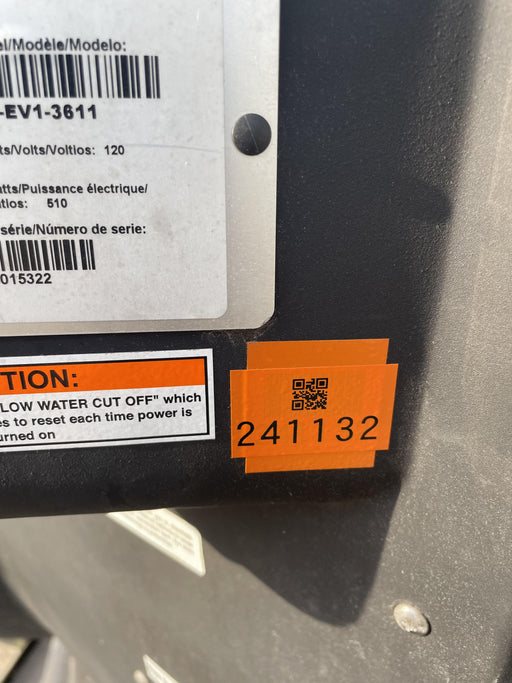 el/Modèle/Modelo:
-EV1-3611
ts/Volts/Voltios: 120
atts/Puissance électrique/
atios: 510
série/Número de serie:
015322
TION:
LOW WATER CUT OFF" which
es to reset each time power is
urned on
241132